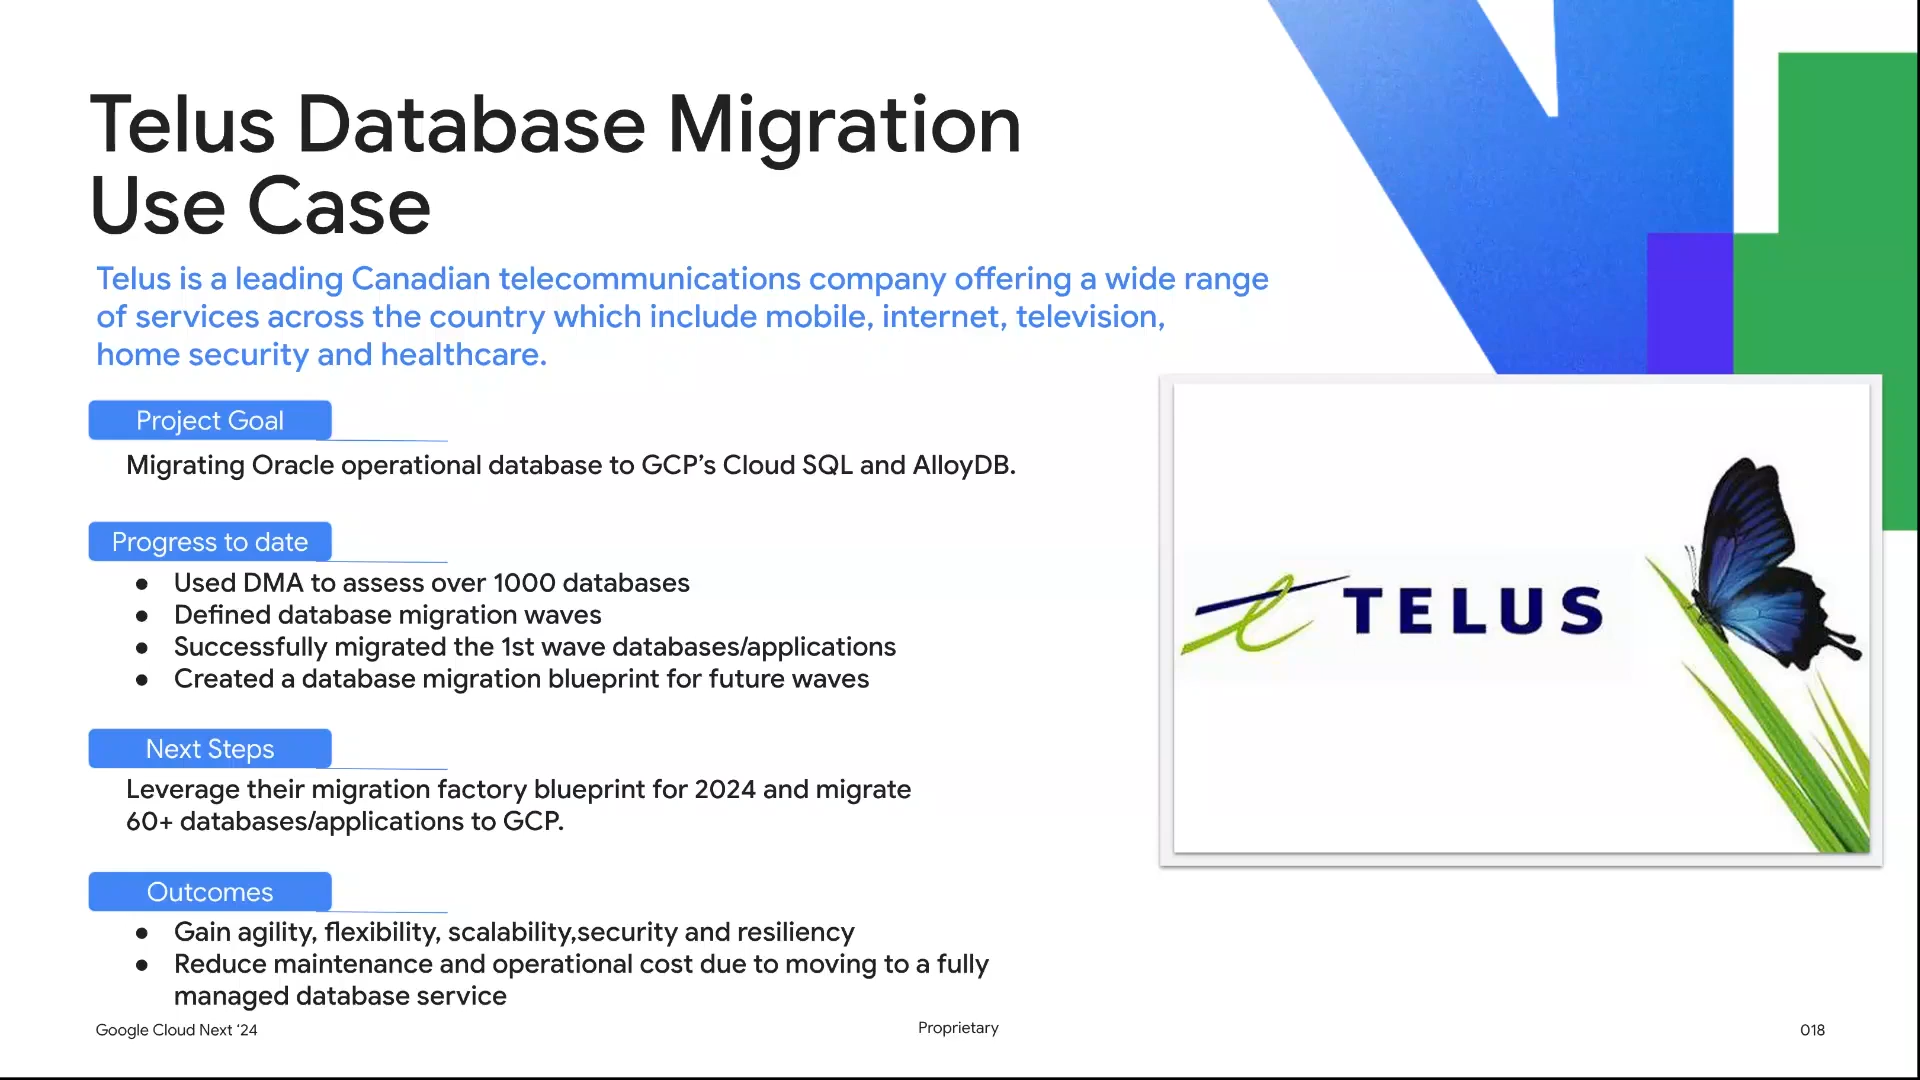 Telus Database Migration
Use Case
Telus is a leading Canadian telecommunications company offering a wide range
of services across the country which include mobile, internet, television,
home security and healthcare.
Project Goal
Migrating Oracle operational database to GCP’s Cloud SQL and AlloyDB.
Progress to date
● Used DMA to assess over 1000 databases
● Defined database migration waves
● Successfully migrated the 1st wave databases/applications
● Created a database migration blueprint for future waves
Next Steps
Leverage their migration factory blueprint for 2024 and migrate
60+ databases/applications to GCP.
Outcomes
● Gain agility, flexibility, scalability,security and resiliency
● Reduce maintenance and operational cost due to moving to a fully
managed database service
TELUS
Google Cloud Next ‘24
Proprietary
018